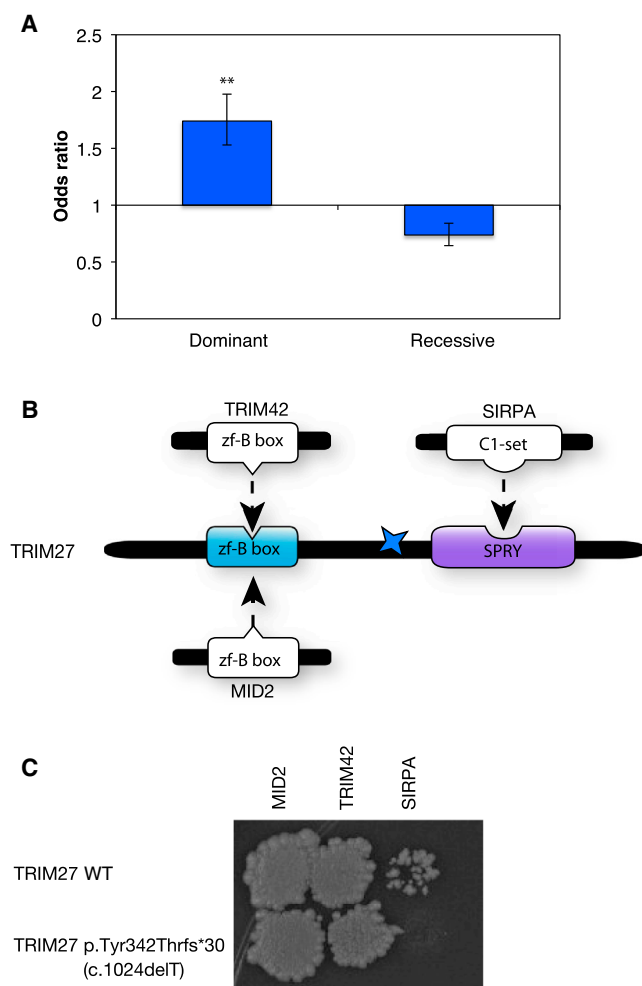 A
2.5
2
1.5
1
0.5
0
Odds ratio
**
Dominant
Recessive
B
TRIM42
zf-B box
SIRPA
C1-set
TRIM27
zf-B box
SPRY
zf-B box
MID2
C
MID2
TRIM42
SIRPA
TRIM27 WT
TRIM27 p.Tyr342Thrfs*30
(c.1024delT)